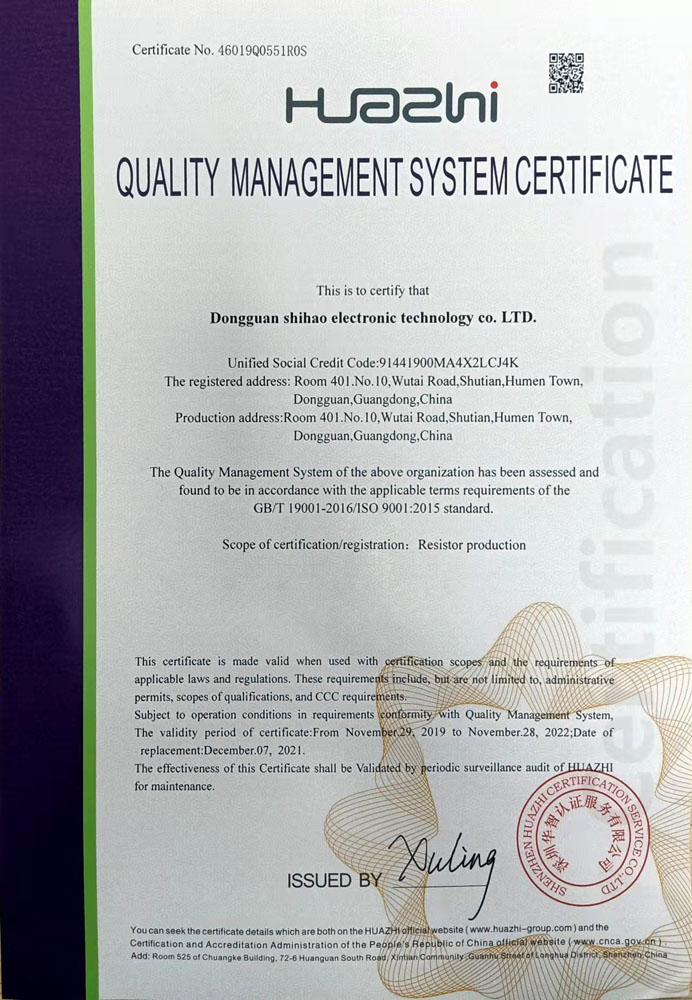 Certificate No. 46019Q0551R0S
Huazhi
QUALITY MANAGEMENT SYSTEM CERTIFICATE
This is to certify that
Dongguan shihao electronic technology co. LTD.
Unified Social Credit Code:91441900MA4X2LCJ4K
The registered address: Room 401.No.10,Wutai Road,Shutian,Humen Town,
Dongguan,Guangdong,China
Production address:Room 401.No.10,Wutai Road,Shutian,Humen Town,
Dongguan,Guangdong,China
The Quality Management System of the above organization has been assessed and
found to be in accordance with the applicable terms requirements of the
GB/T 19001-2016/ISO 9001:2015 standard.
Scope of certification/registration: Resistor production
This certificate is made valid when used with certification scopes and the requirements of
applicable laws and regulations. These requirements include, but are not limited to, administrative
permits, scopes of qualifications, and CCC requirements.
Subject to operation conditions in requirements conformity with Quality Management System,
The validity period of certificate:From November.29, 2019 to November.28, 2022;Date of
replacement:December.07, 2021.
The effectiveness of this Certificate shall be Validated by periodic surveillance audit of HUAZHI
for maintenance.
SHENZHEN HUAZHI CERTIFICATION SERVICE CO.,LTD
深圳华智认证服务有限公司
ISSUED BY Xuling
You can seek the certificate details which are both on the HUAZHI official website ( www.huazhi-group.com ) and the
Certification and Accreditation Administration of the People's Republic of China official website ( www.cnca.gov.cn )
Add: Room 525 of Chuangke Building, 72-6 Huanguan South Road, Xintian Community, Guanhu Street of Longhua District, Shenzhen,China
Certification